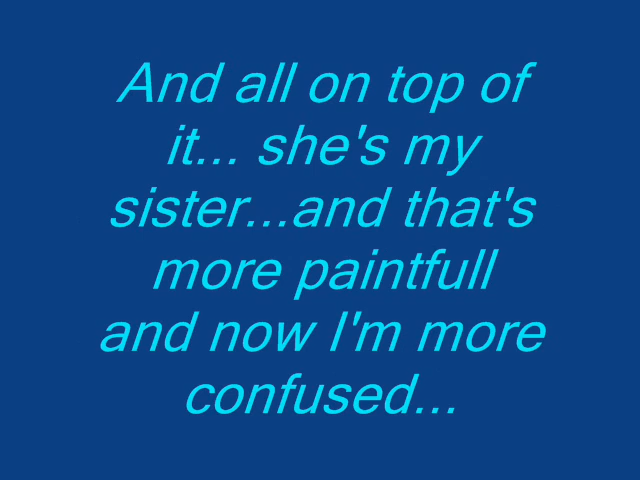 And all on top of
it... she's my
sister...and that's
more paintfull
and now I'm more
confused...